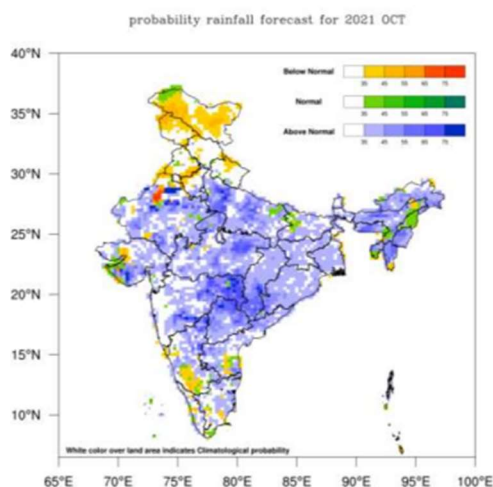 probability rainfall forecast for 2021 OCT
40°N
35°N
30°N
25°N
20°N
15°N
10°N
Below Normal
35 45 55 65 75
Normal
35 45 55 65 75
Above Normal
35 45 55 65 75
White color over land area indicates Climatological probability
65°E 70°E 75°E 80°E 85°E 90°E 95°E 100°E